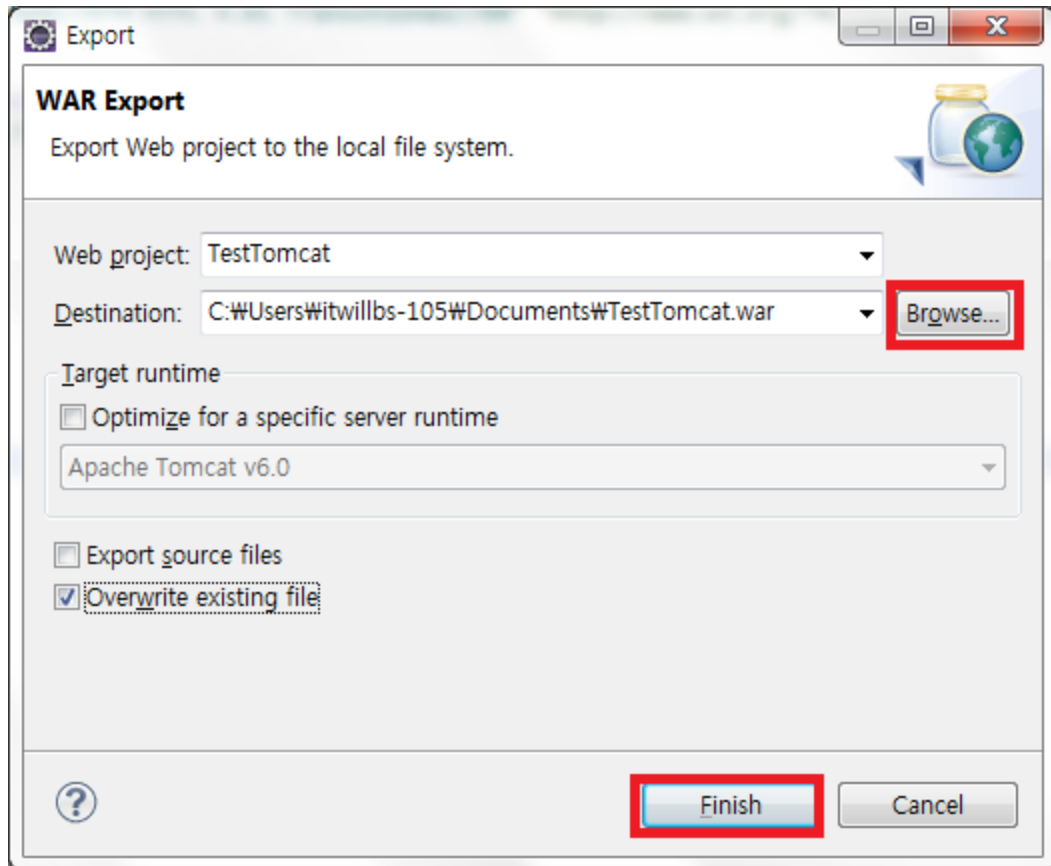 Export
WAR Export
Export Web project to the local file system.
Web project: TestTomcat
Destination: C:₩Users₩itwillbs-105₩Documents₩TestTomcat.war Browse...
Target runtime
Optimize for a specific server runtime
Apache Tomcat v6.0
Export source files
Overwrite existing file
Finish Cancel